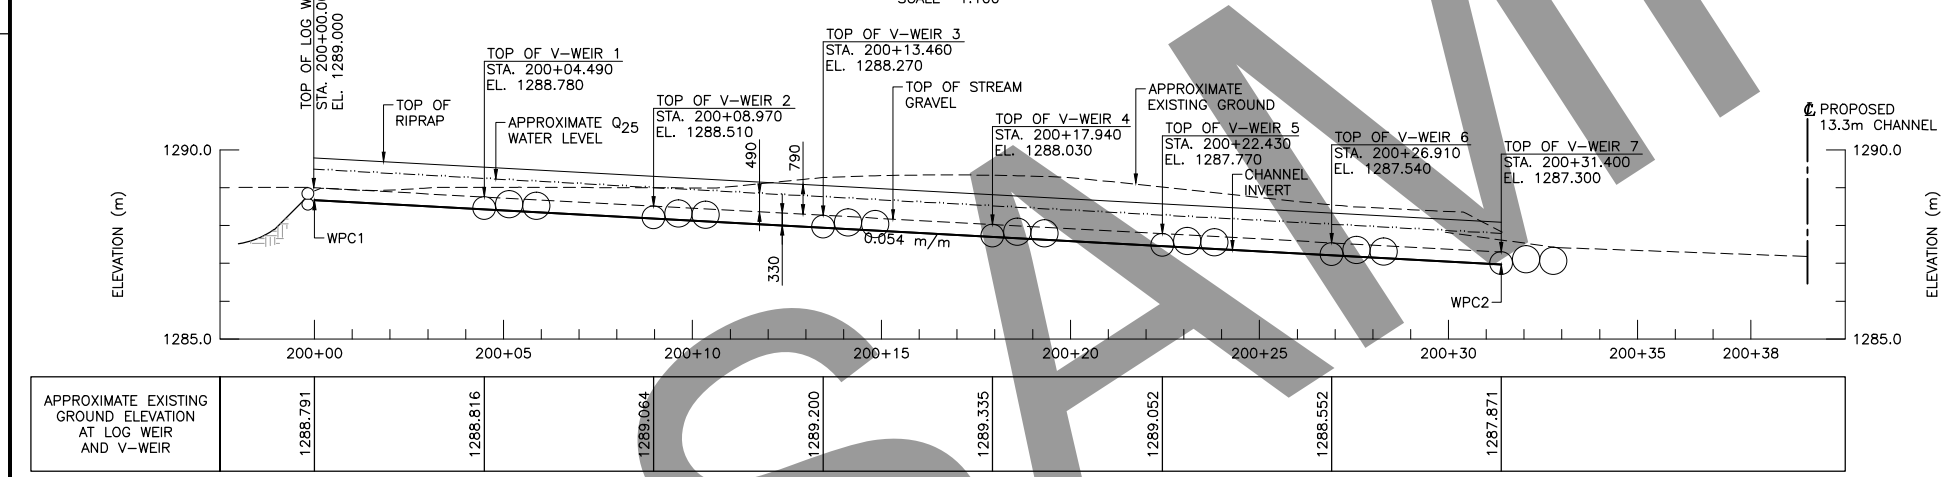 SCALE 1:100
TOP OF LOG W
STA. 200+00.00
EL. 1289.000
TOP OF V-WEIR 1
STA. 200+04.490
EL. 1288.780
TOP OF V-WEIR 2
STA. 200+08.970
EL. 1288.510
TOP OF V-WEIR 3
STA. 200+13.460
EL. 1288.270
TOP OF V-WEIR 4
STA. 200+17.940
EL. 1288.030
TOP OF V-WEIR 5
STA. 200+22.430
EL. 1287.770
TOP OF V-WEIR 6
STA. 200+26.910
EL. 1287.540
TOP OF V-WEIR 7
STA. 200+31.400
EL. 1287.300
TOP OF
RIPRAP
APPROXIMATE Q25
WATER LEVEL
TOP OF STREAM
GRAVEL
APPROXIMATE
EXISTING GROUND
CHANNEL
INVERT
℄ PROPOSED
13.3m CHANNEL
490
790
330
0.054 m/m
WPC1
WPC2
ELEVATION (m)
1290.0
1285.0
1290.0
1285.0
ELEVATION (m)
200+00
200+05
200+10
200+15
200+20
200+25
200+30
200+35
200+38
APPROXIMATE EXISTING
GROUND ELEVATION
AT LOG WEIR
AND V-WEIR
1288.791
1288.816
1289.064
1289.200
1289.335
1289.052
1288.552
1287.871
SAM